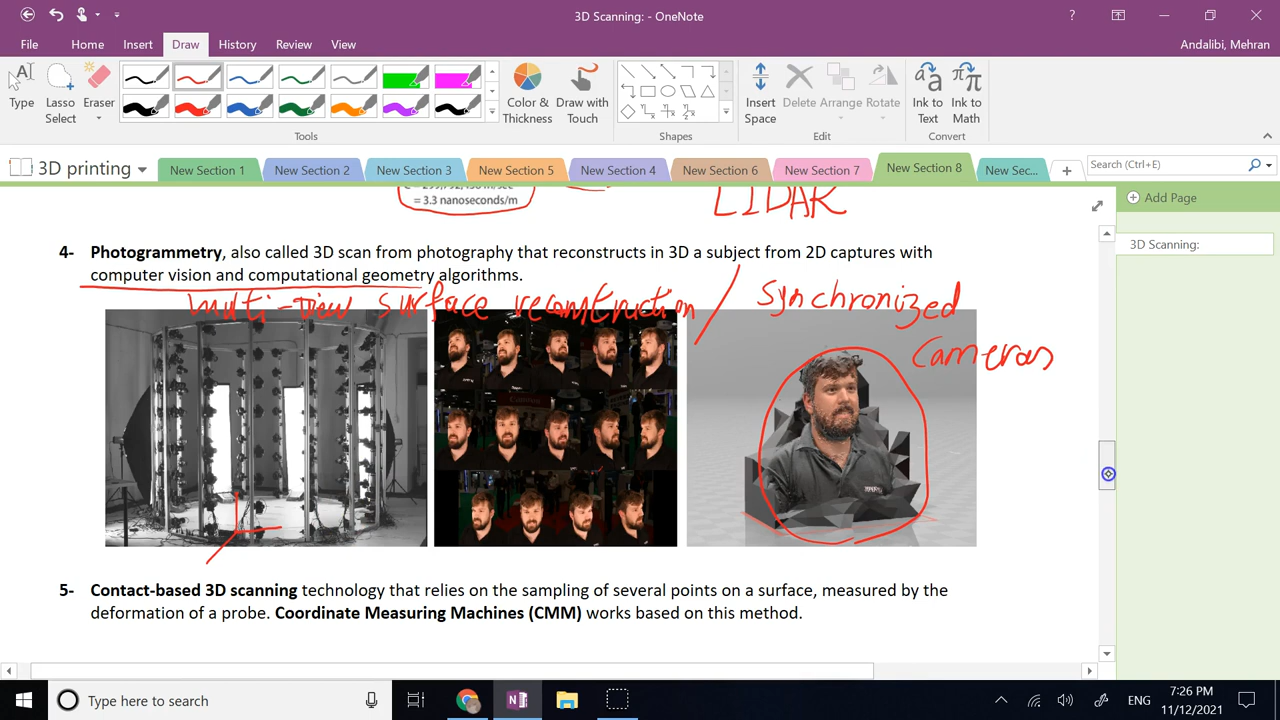 3D Scanning: - OneNote
File Home Insert Draw History Review View
Andalibi, Mehran
Type Lasso Select Eraser
Color & Thickness Draw with Touch
Insert Space Delete Arrange Rotate
Ink to Text Ink to Math
Tools Shapes Edit Convert
3D printing New Section 1 New Section 2 New Section 3 New Section 5 New Section 4 New Section 6 New Section 7 New Section 8 New Sec... Search (Ctrl+E)
Add Page
3D Scanning:
= 3.3 nanoseconds/m
LIDAR
4- Photogrammetry, also called 3D scan from photography that reconstructs in 3D a subject from 2D captures with
computer vision and computational geometry algorithms.
multi-view surface reconstruction / Synchronized
Cameras
5- Contact-based 3D scanning technology that relies on the sampling of several points on a surface, measured by the
deformation of a probe. Coordinate Measuring Machines (CMM) works based on this method.
Type here to search
ENG
7:26 PM
11/12/2021